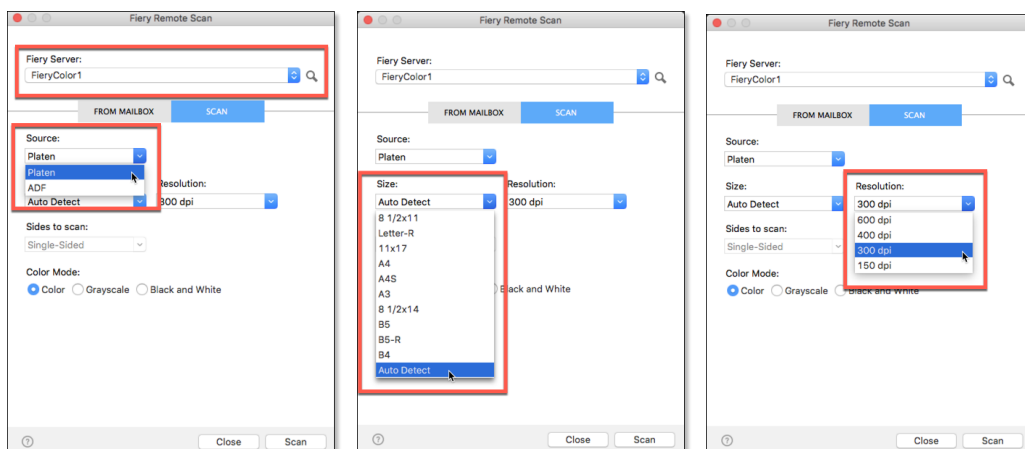 Fiery Remote Scan
Fiery Server:
FieryColor1
FROM MAILBOX SCAN
Source:
Platen
Platen
ADF
Resolution:
Auto Detect 300 dpi
Sides to scan:
Single-Sided
Color Mode:
Color Grayscale Black and White
? Close Scan
Fiery Remote Scan
Fiery Server:
FieryColor1
FROM MAILBOX SCAN
Source:
Platen
Size: Resolution:
Auto Detect 300 dpi
8 1/2x11
Letter-R
11x17
A4
A4S
A3
8 1/2x14
Black and White
B5
B5-R
B4
Auto Detect
? Close Scan
Fiery Remote Scan
Fiery Server:
FieryColor1
FROM MAILBOX SCAN
Source:
Platen
Size: Resolution:
Auto Detect 300 dpi
600 dpi
Sides to scan: 400 dpi
Single-Sided 300 dpi
150 dpi
Color Mode:
Color Grayscale Black and White
? Close Scan